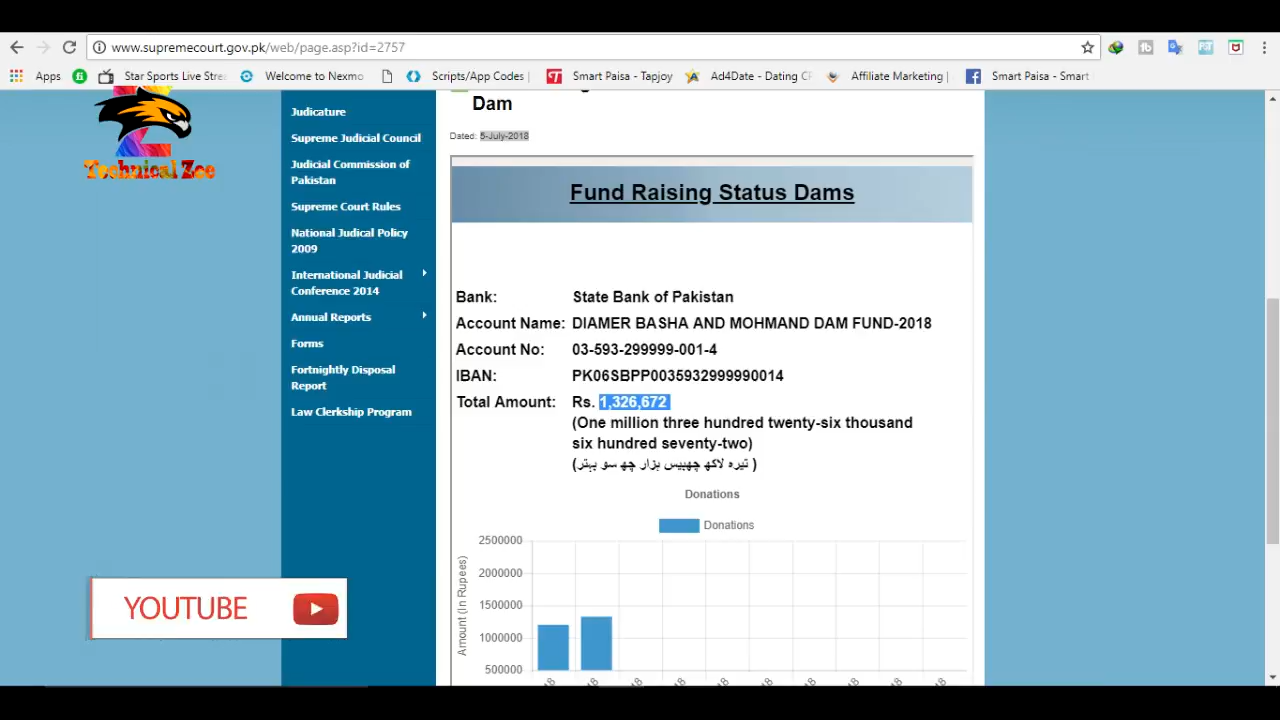 www.supremecourt.gov.pk/web/page.asp?id=2757
Apps
Star Sports Live Stre
Welcome to Nexmo
Scripts/App Codes
Smart Paisa - Tapjoy
Ad4Date - Dating C
Affiliate Marketing
Smart Paisa - Smart
Technical Zee
Judicature
Supreme Judicial Council
Judicial Commission of
Pakistan
Supreme Court Rules
National Judical Policy
2009
International Judicial
Conference 2014
Annual Reports
Forms
Fortnightly Disposal
Report
Law Clerkship Program
Dam
Dated: 5-July-2018
Fund Raising Status Dams
Bank: State Bank of Pakistan
Account Name: DIAMER BASHA AND MOHMAND DAM FUND-2018
Account No: 03-593-299999-001-4
IBAN: PK06SBPP0035932999990014
Total Amount: Rs. 1,326,672
(One million three hundred twenty-six thousand
six hundred seventy-two)
( تیرہ لاکھ چھبیس ہزار چھ سو بہتر)
Donations
Donations
Amount (In Rupees)
2500000
2000000
1500000
1000000
500000
YOUTUBE